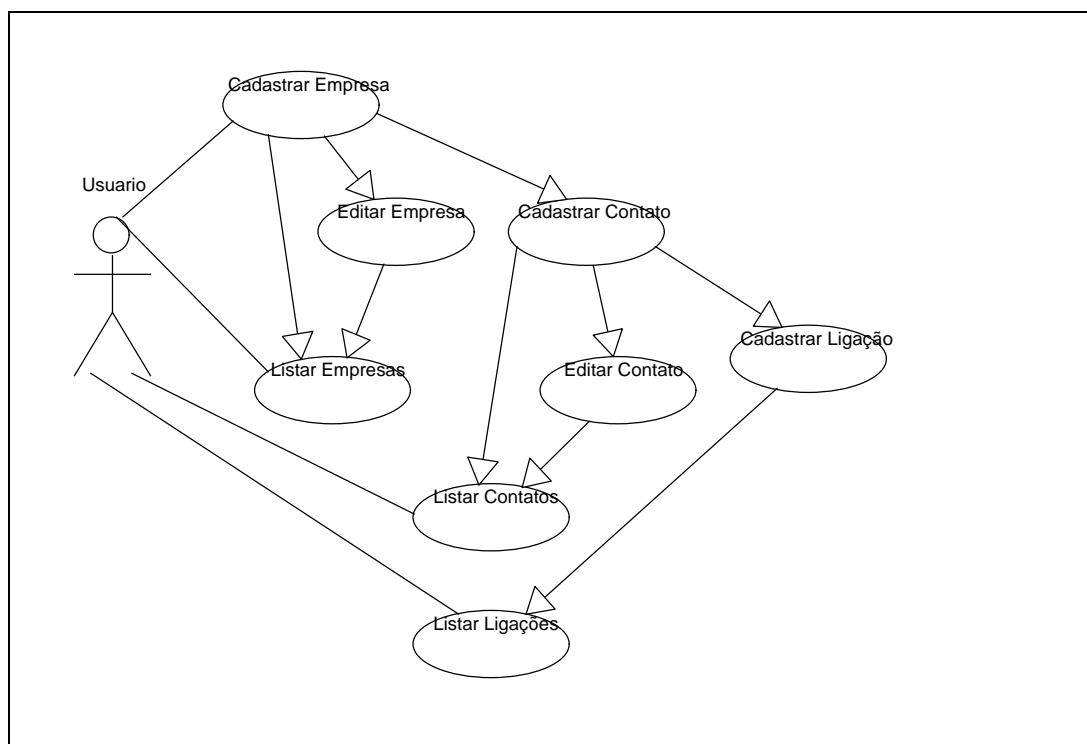 Cadastrar Empresa
Usuario
Editar Empresa
Cadastrar Contato
Cadastrar Ligação
Listar Empresas
Editar Contato
Listar Contatos
Listar Ligações